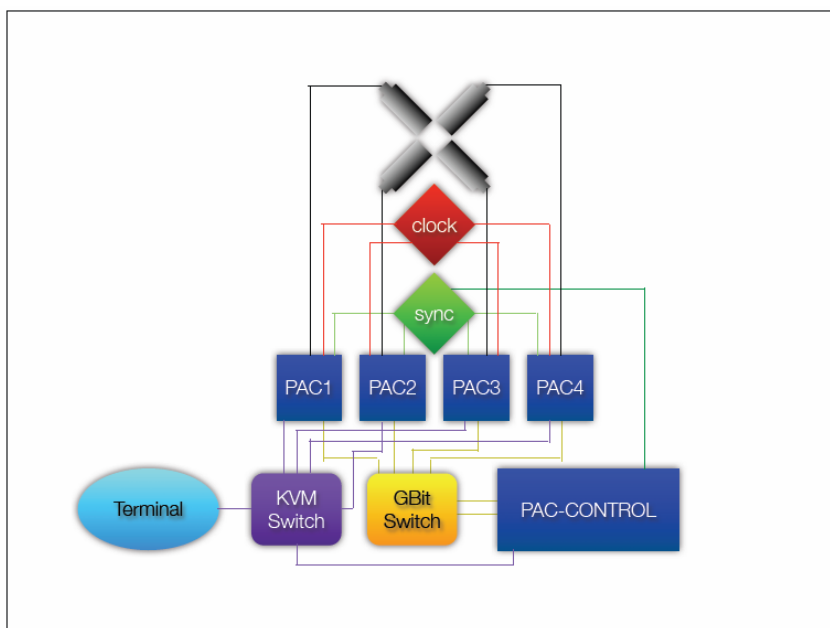 clock
sync
PAC1
PAC2
PAC3
PAC4
Terminal
KVM
Switch
GBit
Switch
PAC-CONTROL